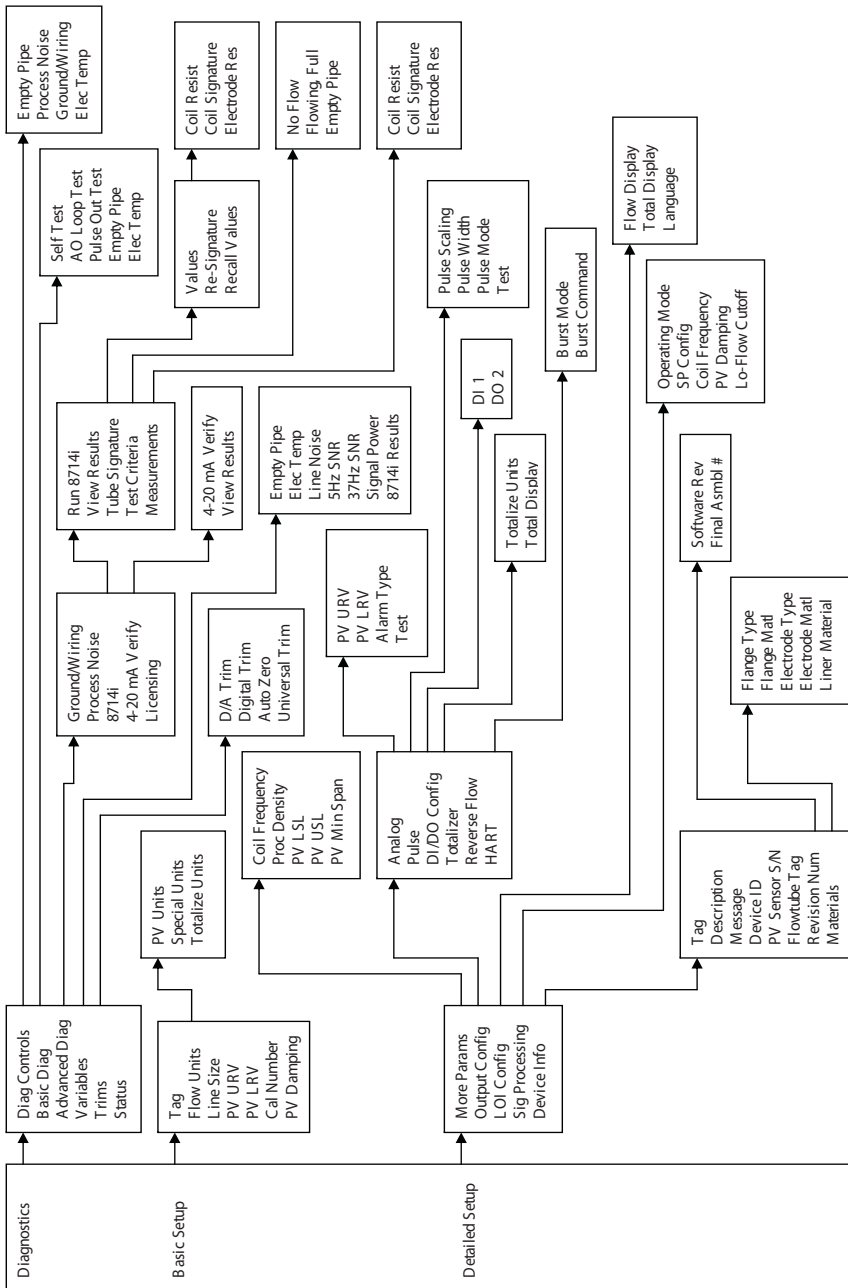 Diagnostics
Basic Setup
Detailed Setup
Diag Controls
Basic Diag
Advanced Diag
Variables
Trims
Status
Empty Pipe
Process Noise
Ground/Wiring
Elec Temp
Self Test
AO Loop Test
Pulse Out Test
Empty Pipe
Elec Temp
Ground/Wiring
Process Noise
8714i
4-20 mA Verify
Licensing
Run 8714i
View Results
Tube Signature
Test Criteria
Measurements
Values
Re-Signature
Recall Values
Coil Resist
Coil Signature
Electrode Res
No Flow
Flowing, Full
Empty Pipe
Coil Resist
Coil Signature
Electrode Res
4-20 mA Verify
View Results
Empty Pipe
Elec Temp
Line Noise
5Hz SNR
37Hz SNR
Signal Power
8714i Results
D/A Trim
Digital Trim
Auto Zero
Universal Trim
Tag
Flow Units
Line Size
PV URV
PV LRV
Cal Number
PV Damping
PV Units
Special Units
Totalize Units
More Params
Output Config
LOI Config
Sig Processing
Device Info
Coil Frequency
Proc Density
PV LSL
PV USL
PV Min Span
Analog
Pulse
DI/DO Config
Totalizer
Reverse Flow
HART
PV URV
PV LRV
Alarm Type
Test
Pulse Scaling
Pulse Width
Pulse Mode
Test
DI 1
DO 2
Totalize Units
Total Display
Burst Mode
Burst Command
Flow Display
Total Display
Language
Operating Mode
SP Config
Coil Frequency
PV Damping
Lo-Flow Cutoff
Tag
Description
Message
Device ID
PV Sensor S/N
Flowtube Tag
Revision Num
Materials
Software Rev
Final Asmbl #
Flange Type
Flange Matl
Electrode Type
Electrode Matl
Liner Material